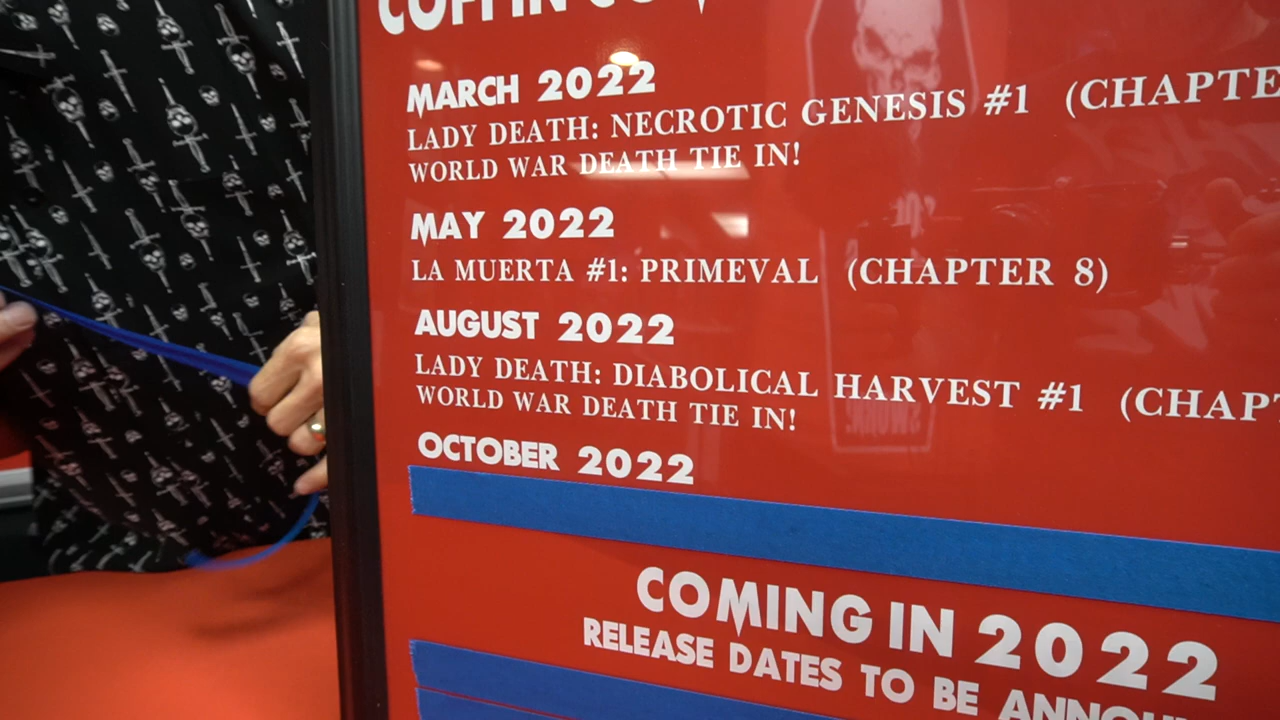 COFFIN
MARCH 2022
LADY DEATH: NECROTIC GENESIS #1 (CHAPTE
WORLD WAR DEATH TIE IN!
MAY 2022
LA MUERTA #1: PRIMEVAL (CHAPTER 8)
AUGUST 2022
LADY DEATH: DIABOLICAL HARVEST #1 (CHAPT
WORLD WAR DEATH TIE IN!
OCTOBER 2022
COMING IN 2022
RELEASE DATES TO BE ANNOU